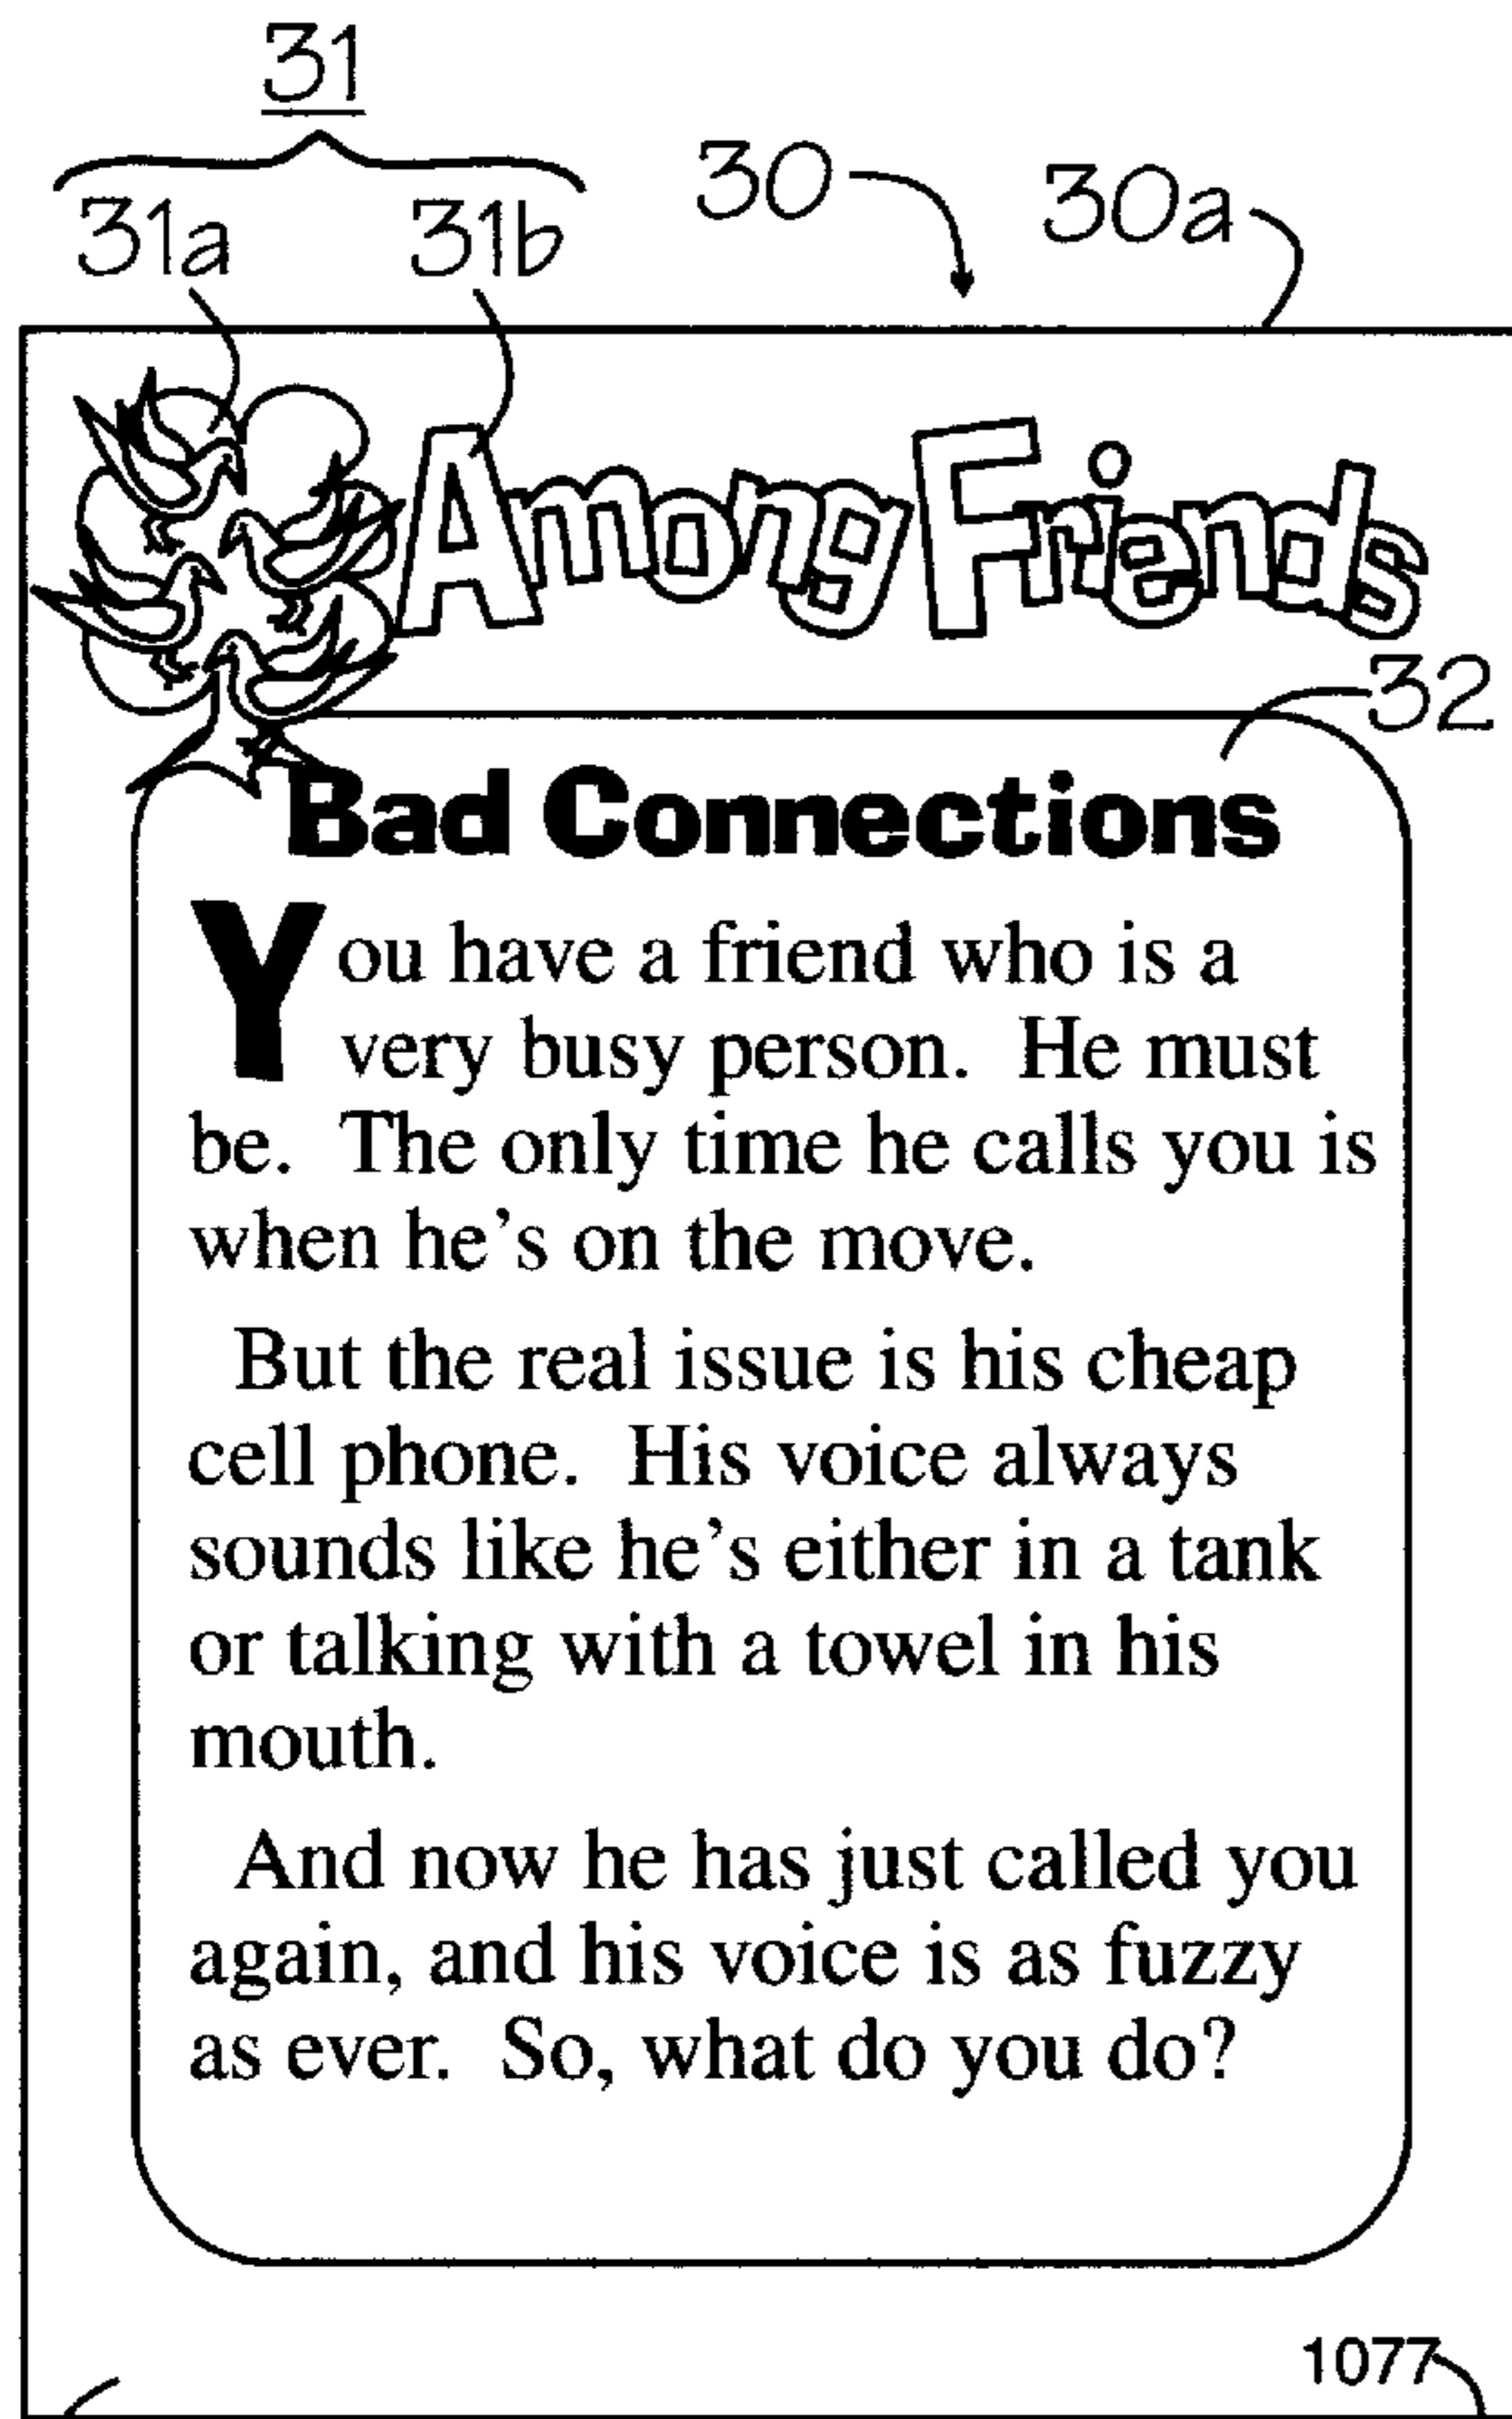 31
31a 31b 30 30a
Among Friends
32
Bad Connections
You have a friend who is a
very busy person. He must
be. The only time he calls you is
when he's on the move.
But the real issue is his cheap
cell phone. His voice always
sounds like he's either in a tank
or talking with a towel in his
mouth.
And now he has just called you
again, and his voice is as fuzzy
as ever. So, what do you do?
1077